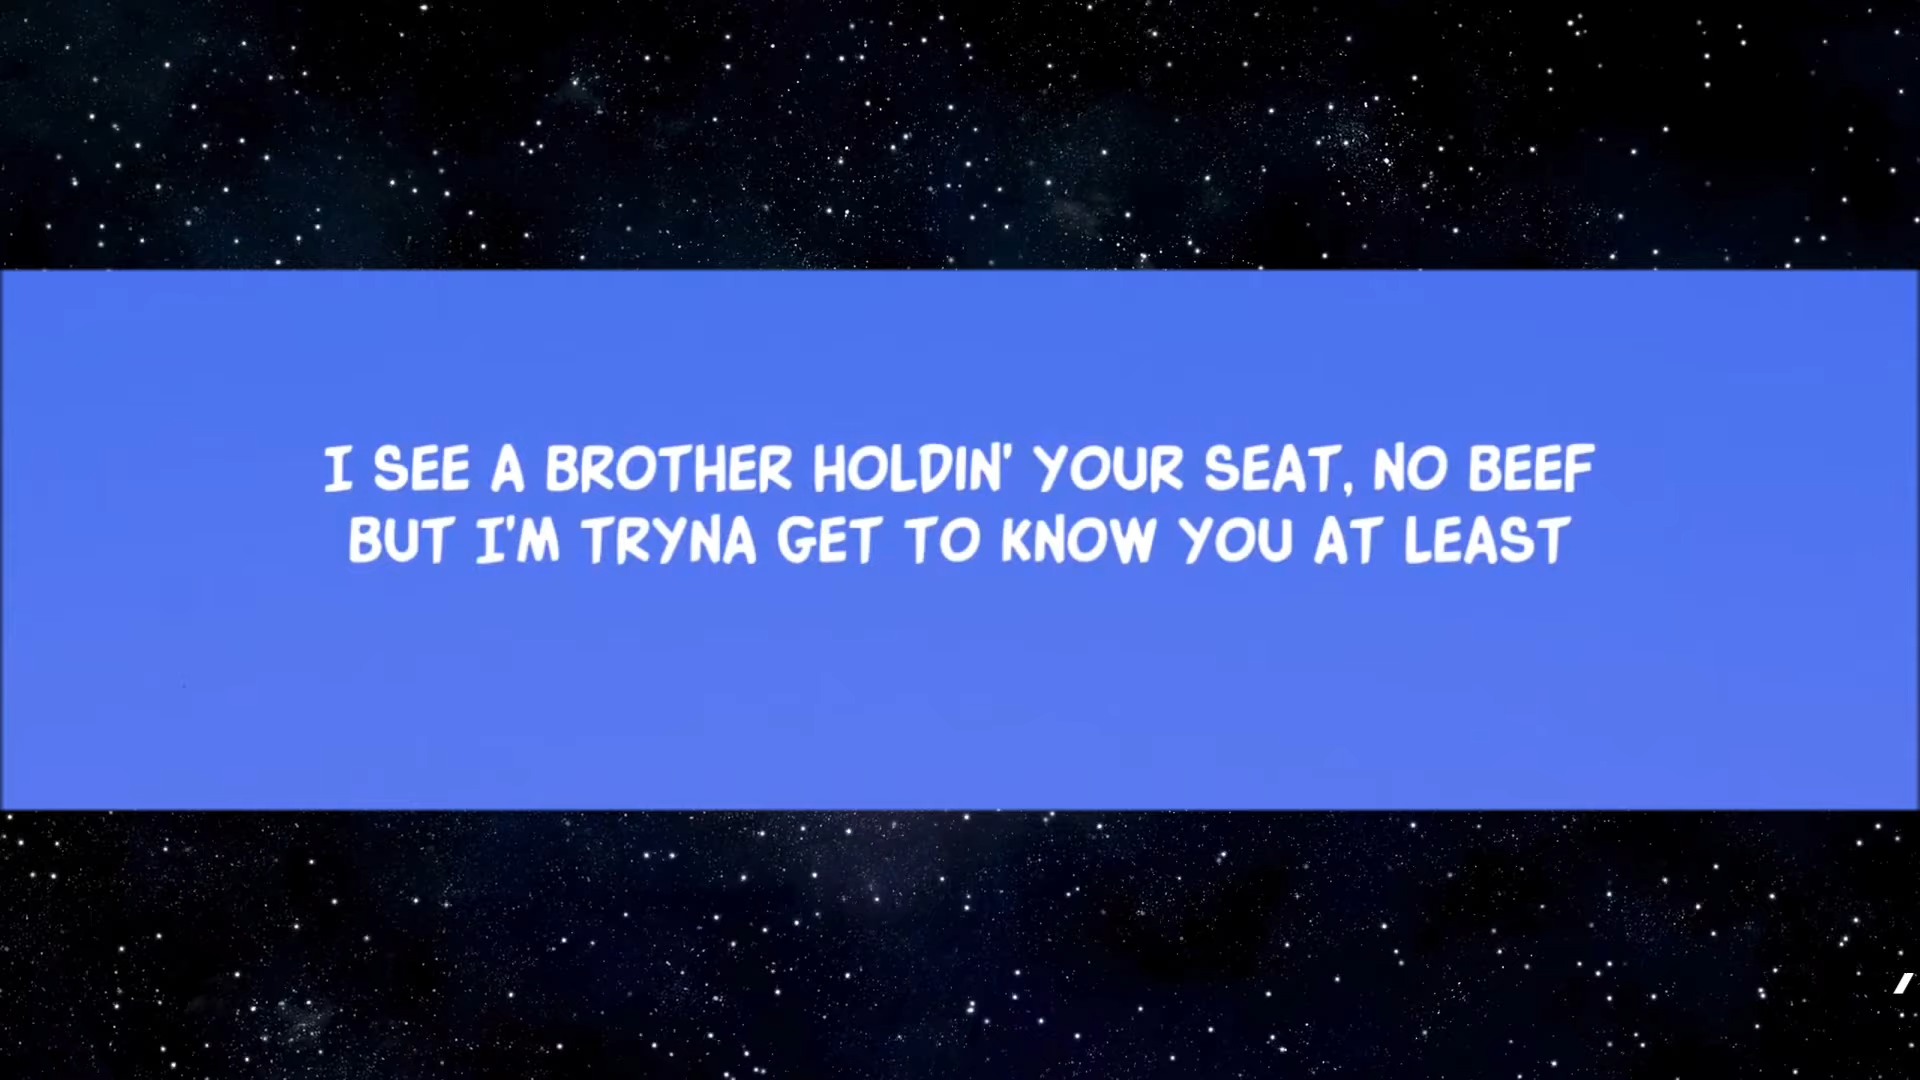 I SEE A BROTHER HOLDIN' YOUR SEAT, NO BEEF
BUT I'M TRYNA GET TO KNOW YOU AT LEAST